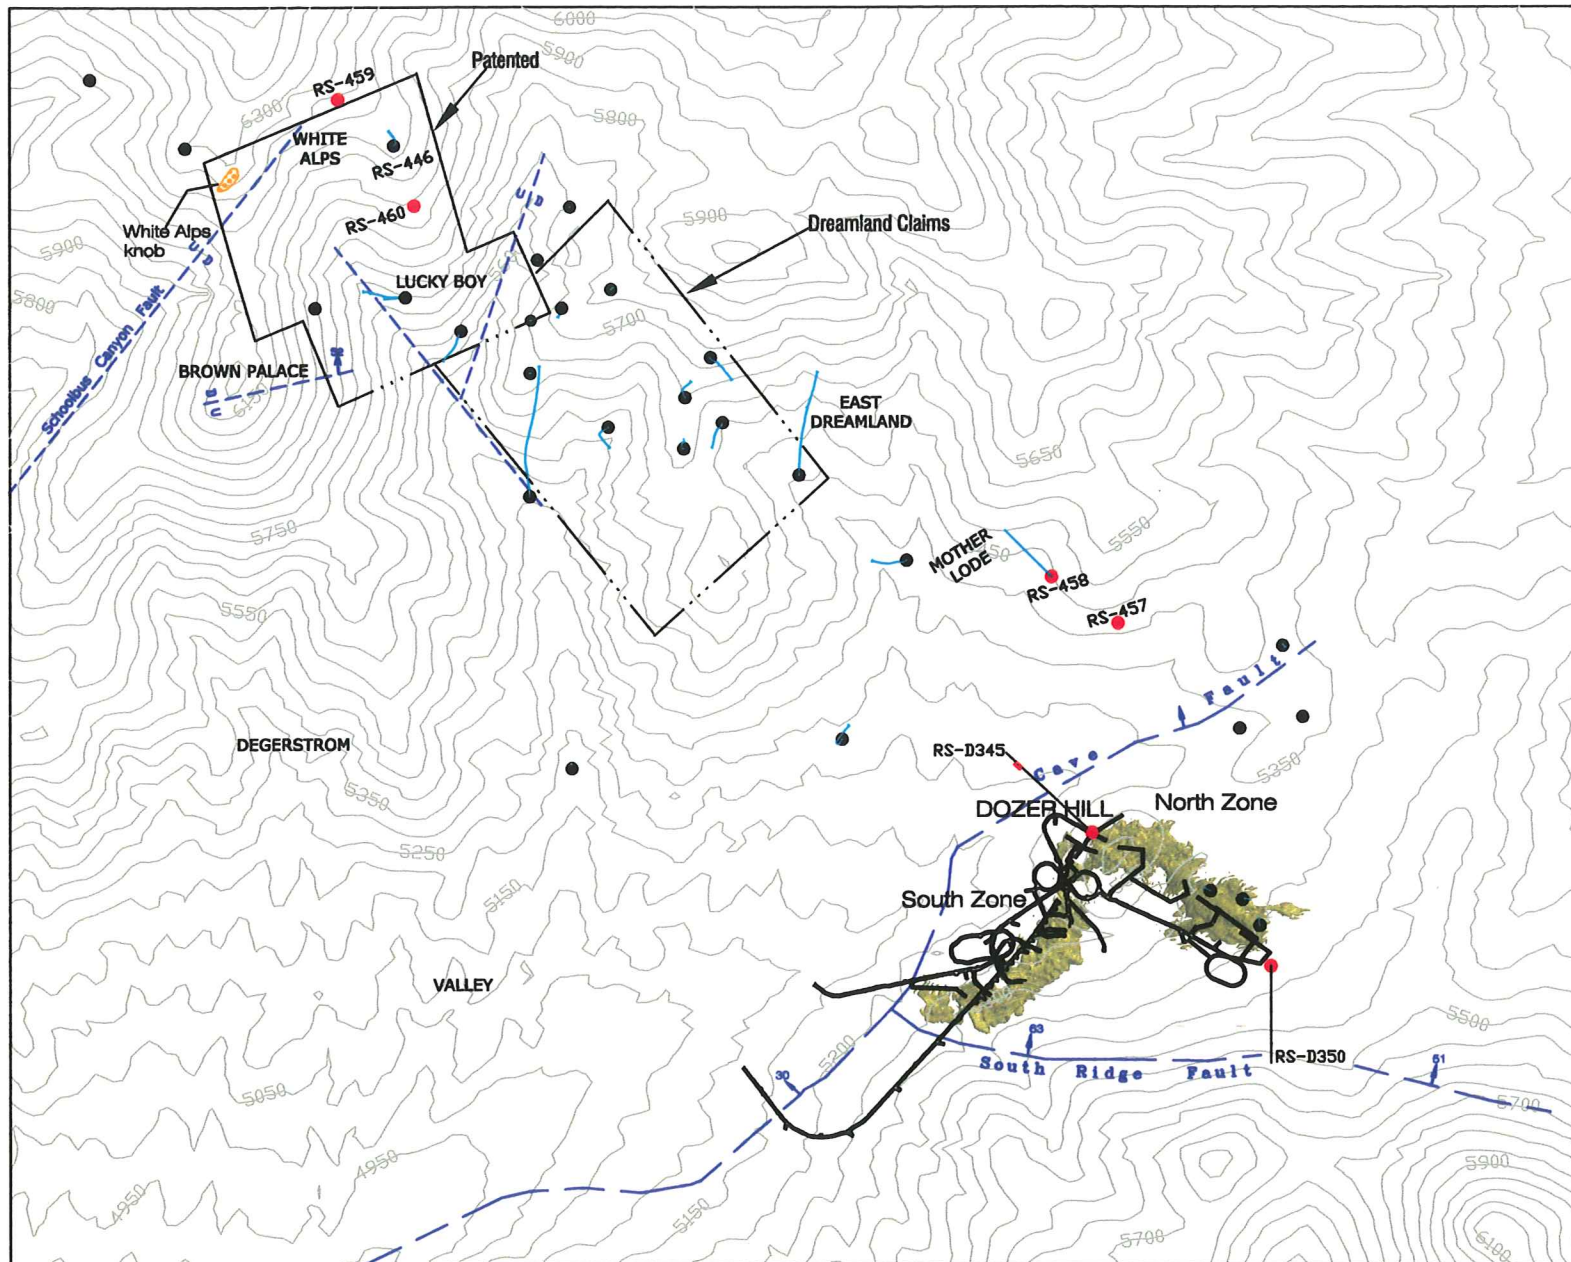 6000
Patented
5900
RS-459
6300
5800
WHITE
ALPS
RS-446
U
D
RS-460
5900
Dreamland Claims
White Alps
knob
5900
U
D
LUCKY BOY
5800
5700
Schoolbus Canyon Fault
BROWN PALACE
D
U
EAST
DREAMLAND
5650
5750
5550
MOTHER
LODE
RS-458
5550
RS-457
Cave Fault
DEGERSTROM
RS-D345
5350
5350
DOZER HILL
North Zone
5250
5150
South Zone
VALLEY
5500
5200
63
RS-D350
South Ridge Fault
51
30
5050
5700
4950
5900
4950
5150
5700
6100